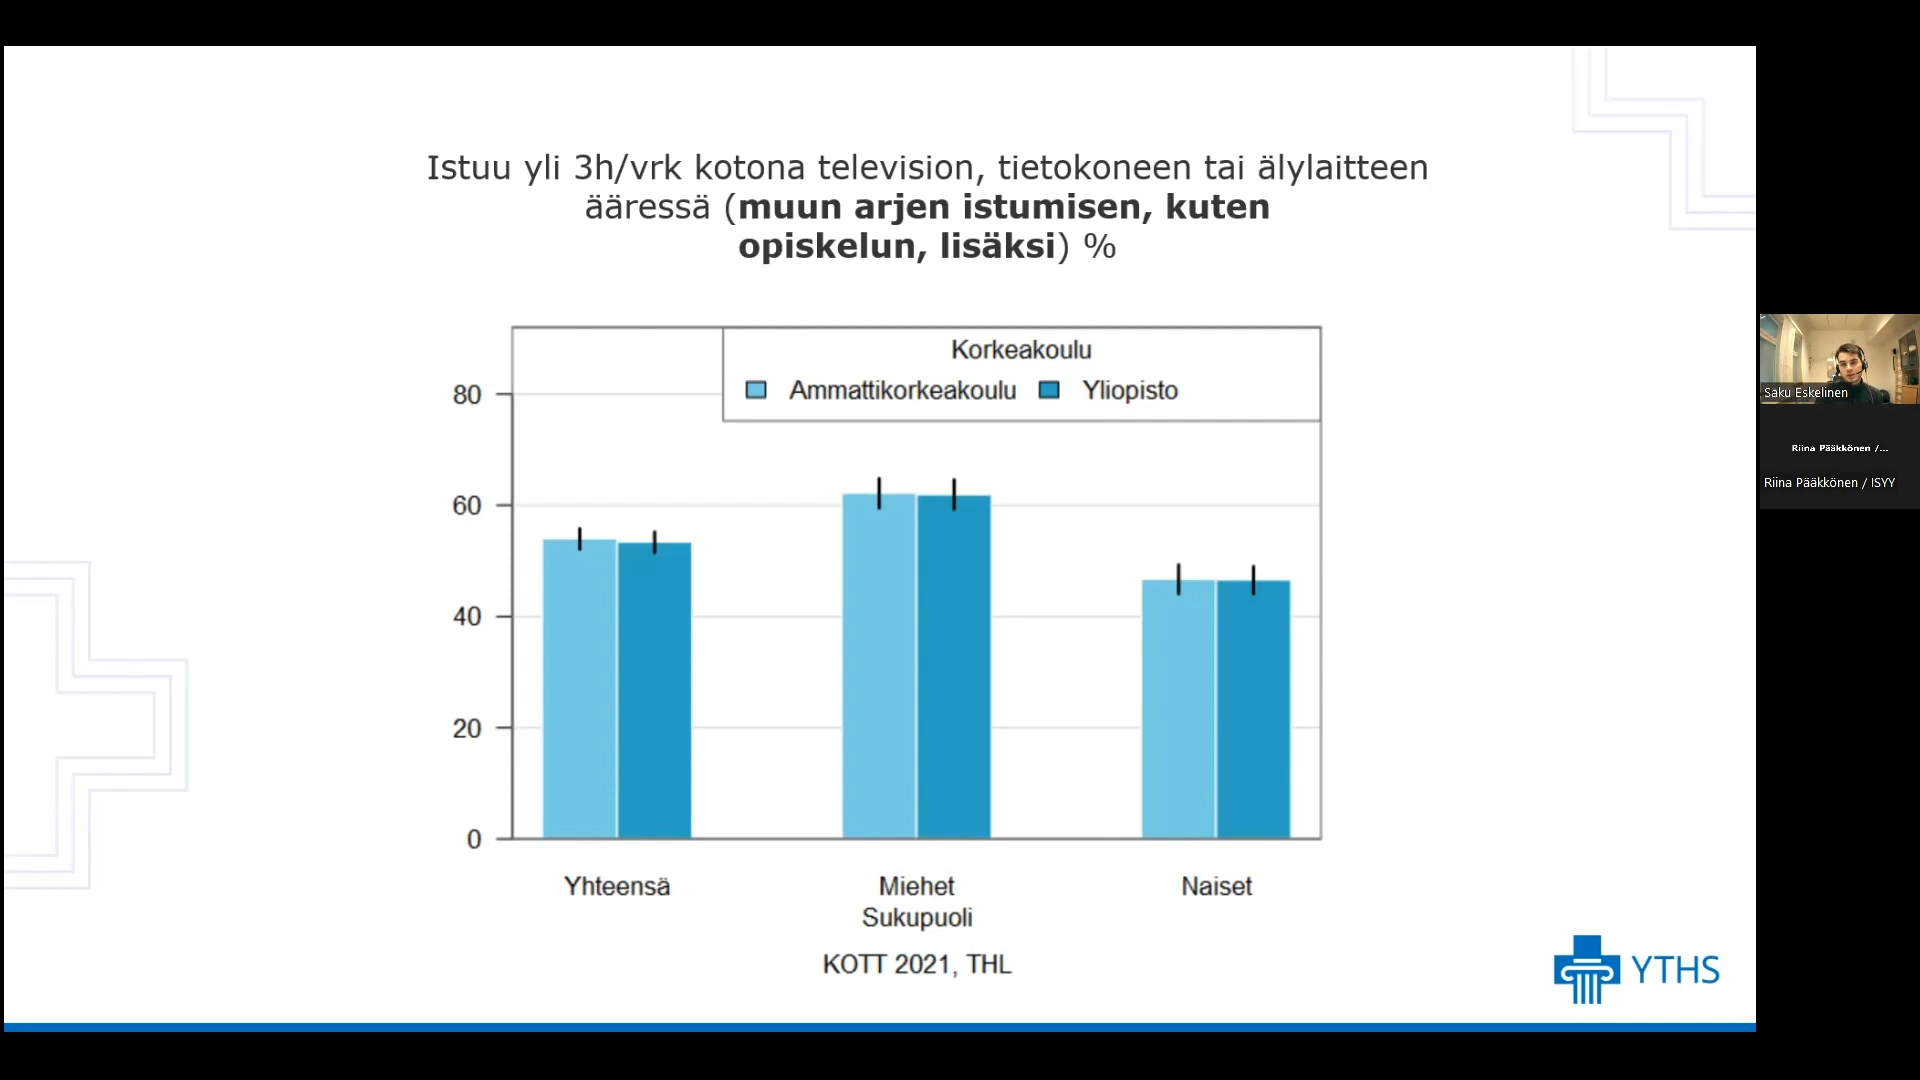 Istuu yli 3h/vrk kotona television, tietokoneen tai älylaitteen
ääressä (muun arjen istumisen, kuten
opiskelun, lisäksi) %
Korkeakoulu
Ammattikorkeakoulu Yliopisto
80
60
40
20
0
Yhteensä Miehet Naiset
Sukupuoli
KOTT 2021, THL
YTHS
Saku Eskelinen
Riina Pääkkönen /...
Riina Pääkkönen / ISYY